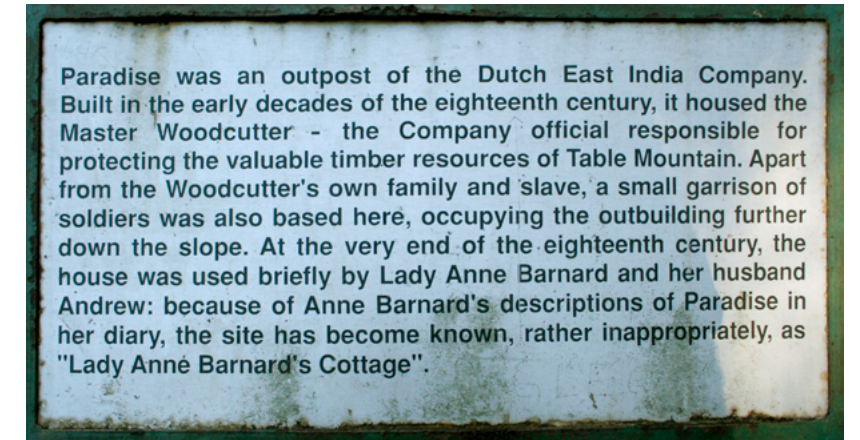 Paradise was an outpost of the Dutch East India Company.
Built in the early decades of the eighteenth century, it housed the
Master Woodcutter - the Company official responsible for
protecting the valuable timber resources of Table Mountain. Apart
from the Woodcutter's own family and slave, a small garrison of
soldiers was also based here, occupying the outbuilding further
down the slope. At the very end of the eighteenth century, the
house was used briefly by Lady Anne Barnard and her husband
Andrew: because of Anne Barnard's descriptions of Paradise in
her diary, the site has become known, rather inappropriately, as
"Lady Anne Barnard's Cottage".